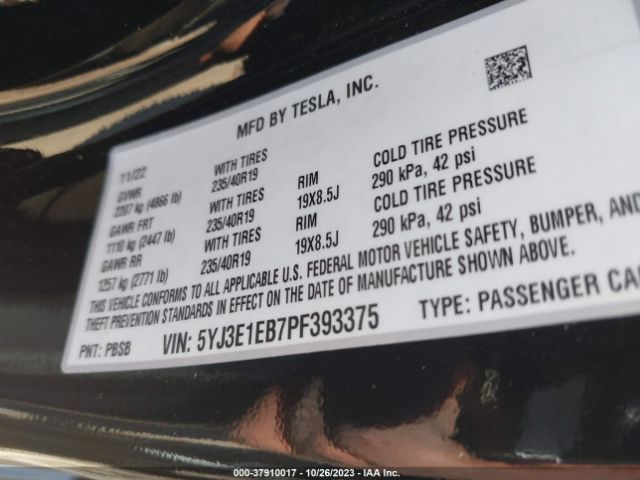 MFD BY TESLA, INC.
11/22
GVWR WITH TIRES RIM COLD TIRE PRESSURE
2207 kg (4866 lb) 235/40R19 19X8.5J 290 kPa, 42 psi
GAWR FRT WITH TIRES RIM COLD TIRE PRESSURE
1110 kg (2447 lb) 235/40R19 19X8.5J 290 kPa, 42 psi
GAWR RR WITH TIRES
1257 kg (2771 lb) 235/40R19
THIS VEHICLE CONFORMS TO ALL APPLICABLE U.S. FEDERAL MOTOR VEHICLE SAFETY, BUMPER, AND
THEFT PREVENTION STANDARDS IN EFFECT ON THE DATE OF MANUFACTURE SHOWN ABOVE.
PNT: PBSB VIN: 5YJ3E1EB7PF393375 TYPE: PASSENGER CA
000-37910017 • 10/26/2023 • IAA Inc.